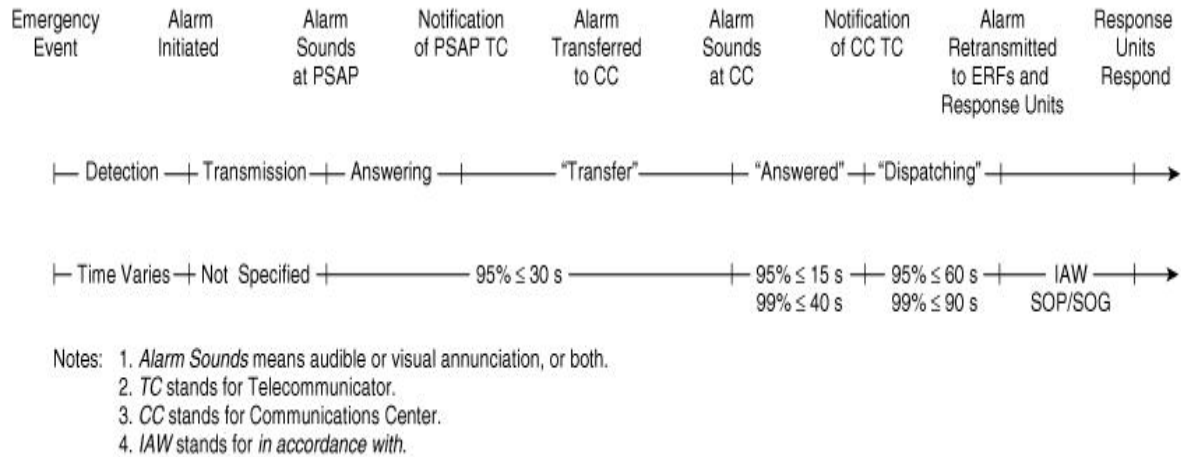 Emergency Event
Alarm Initiated
Alarm Sounds at PSAP
Notification of PSAP TC
Alarm Transferred to CC
Alarm Sounds at CC
Notification of CC TC
Alarm Retransmitted to ERFs and Response Units
Response Units Respond
Detection Transmission Answering “Transfer” “Answered” “Dispatching”
Time Varies Not Specified 95% ≤ 30 s 95% ≤ 15 s 95% ≤ 60 s IAW
99% ≤ 40 s 99% ≤ 90 s SOP/SOG
Notes: 1. Alarm Sounds means audible or visual annunciation, or both.
2. TC stands for Telecommunicator.
3. CC stands for Communications Center.
4. IAW stands for in accordance with.